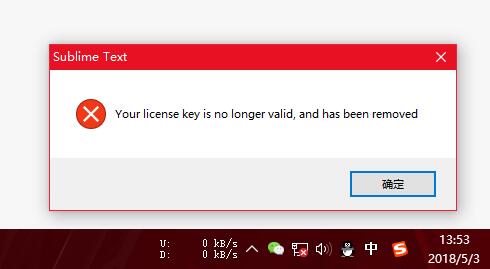 Sublime Text
Your license key is no longer valid, and has been removed
确定
U: 0 kB/s
D: 0 kB/s
中
S
13:53
2018/5/3